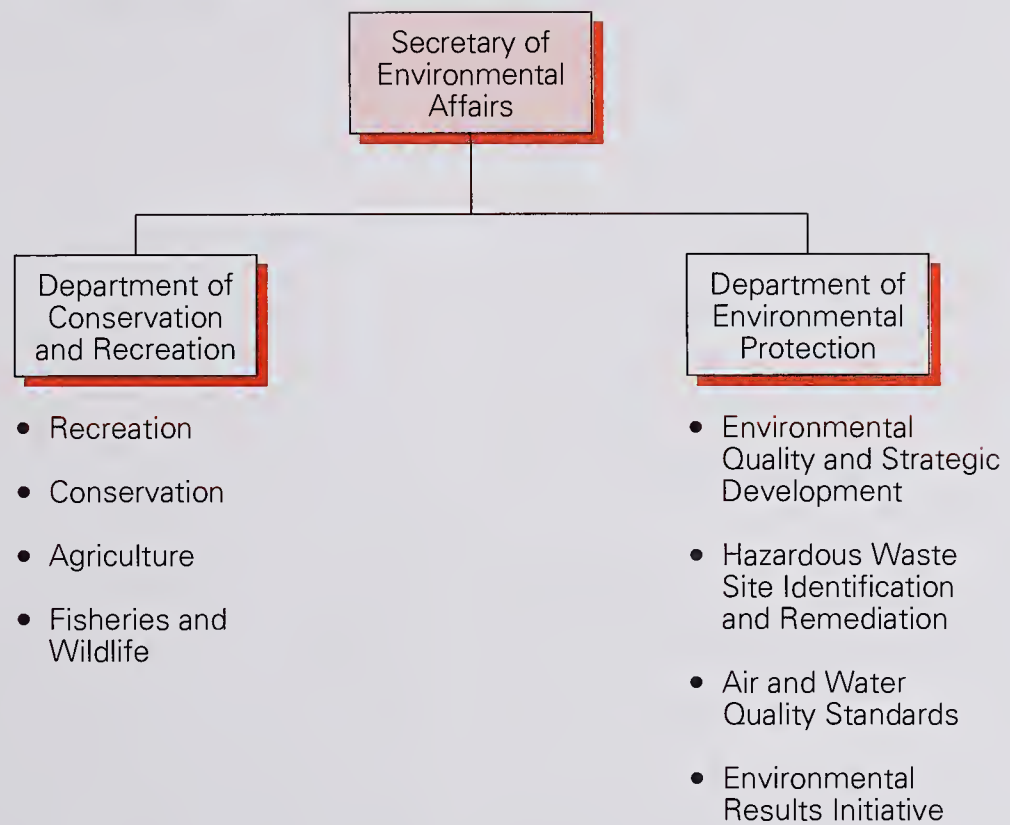 Secretary of
Environmental
Affairs
Department of
Conservation
and Recreation
• Recreation
• Conservation
• Agriculture
• Fisheries and
Wildlife
Department of
Environmental
Protection
• Environmental
Quality and Strategic
Development
• Hazardous Waste
Site Identification
and Remediation
• Air and Water
Quality Standards
• Environmental
Results Initiative